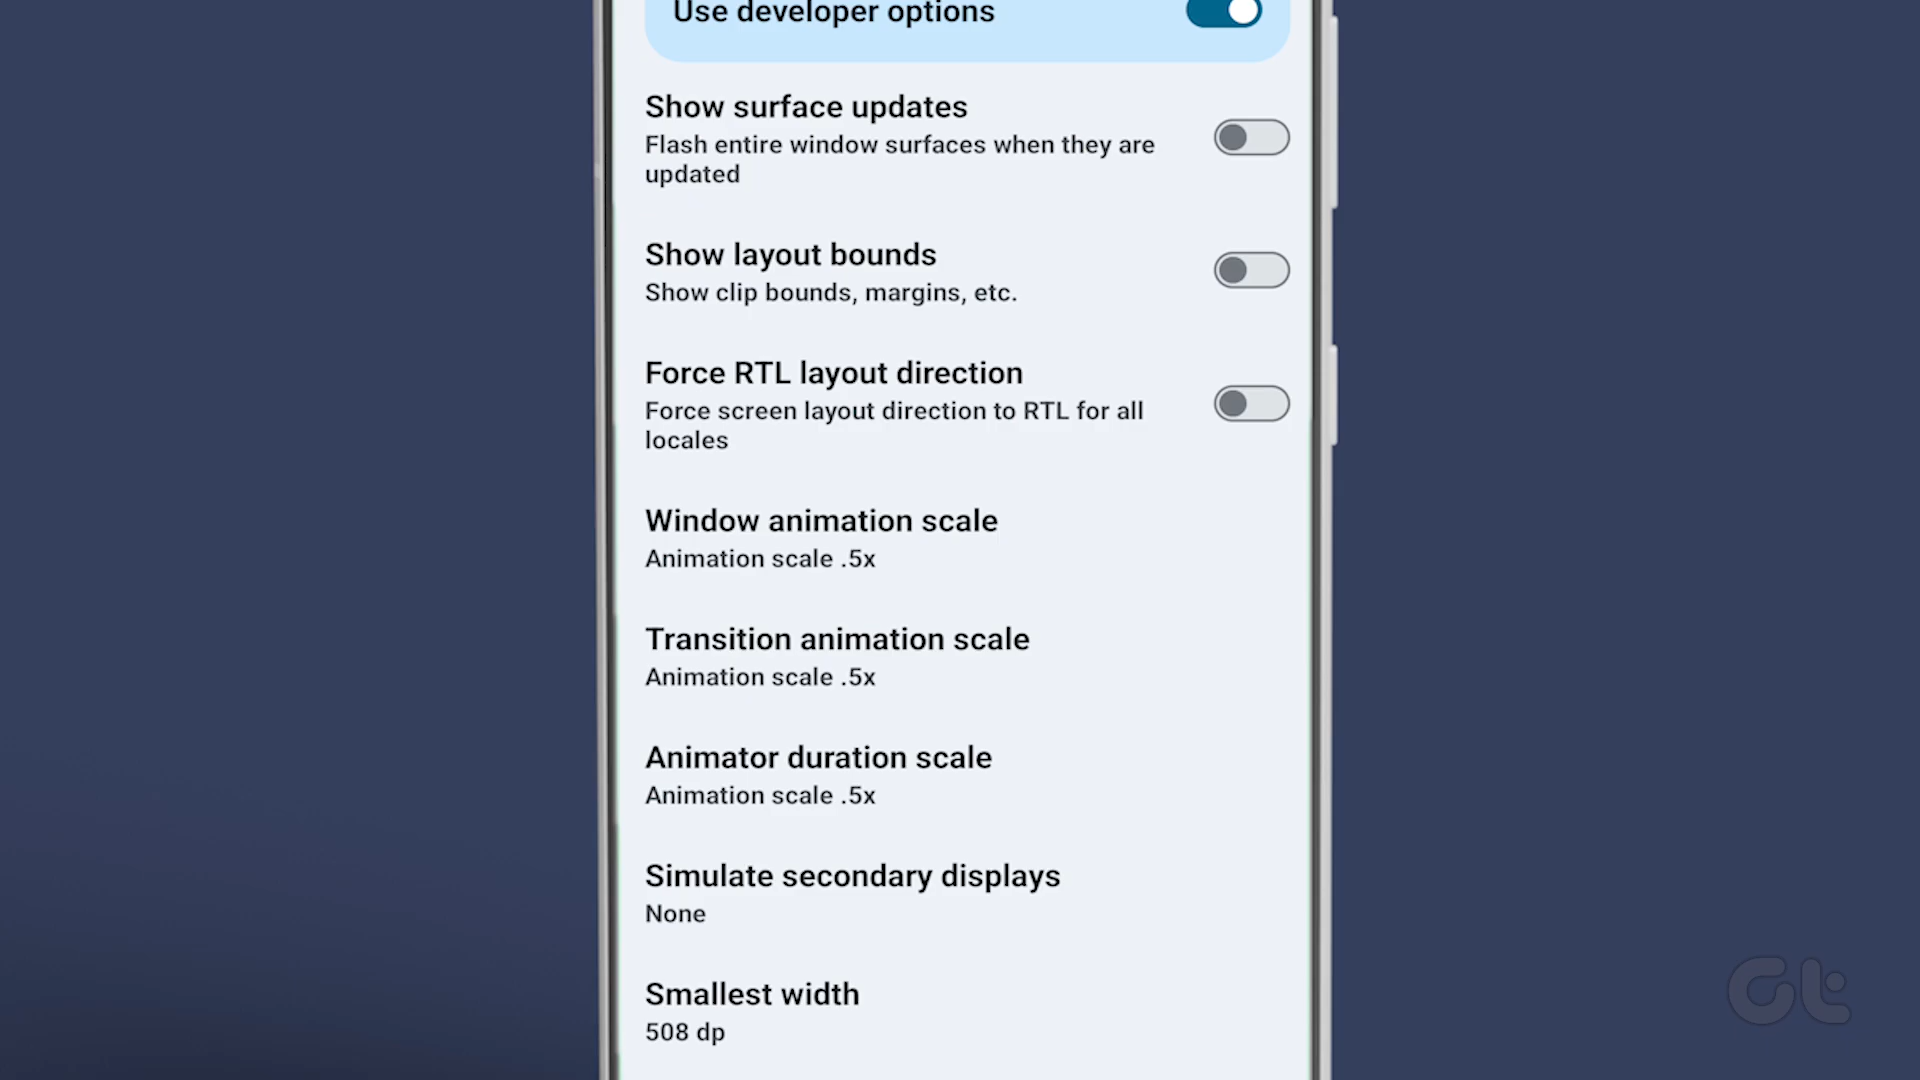 Use developer options
Show surface updates
Flash entire window surfaces when they are
updated
Show layout bounds
Show clip bounds, margins, etc.
Force RTL layout direction
Force screen layout direction to RTL for all
locales
Window animation scale
Animation scale .5x
Transition animation scale
Animation scale .5x
Animator duration scale
Animation scale .5x
Simulate secondary displays
None
Smallest width
508 dp
Gt